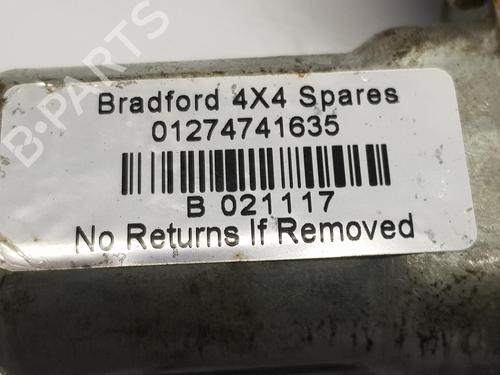 B-PARTS
Bradford 4X4 Spares
01274741635
B 021117
No Returns If Removed